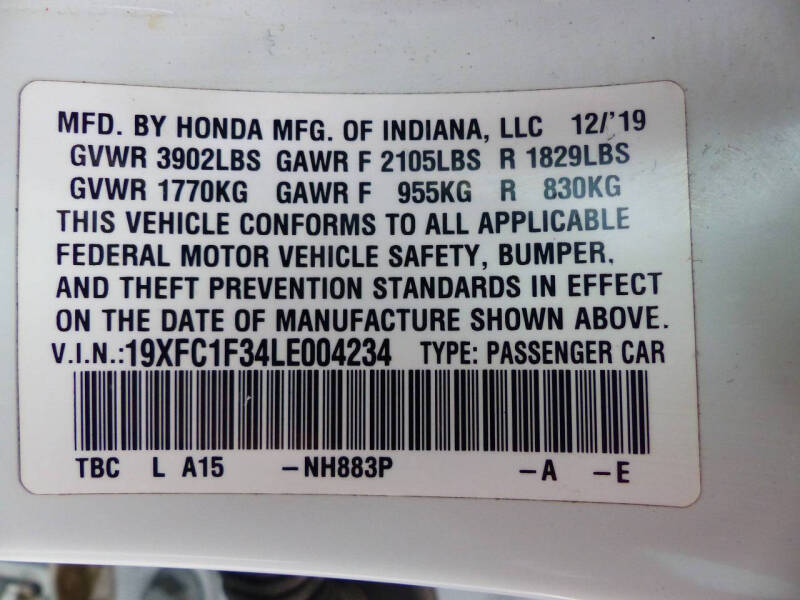 MFD. BY HONDA MFG. OF INDIANA, LLC 12/'19
GVWR 3902LBS GAWR F 2105LBS R 1829LBS
GVWR 1770KG GAWR F 955KG R 830KG
THIS VEHICLE CONFORMS TO ALL APPLICABLE
FEDERAL MOTOR VEHICLE SAFETY, BUMPER,
AND THEFT PREVENTION STANDARDS IN EFFECT
ON THE DATE OF MANUFACTURE SHOWN ABOVE.
V.I.N.:19XFC1F34LE004234 TYPE: PASSENGER CAR
TBC L A15 -NH883P -A -E